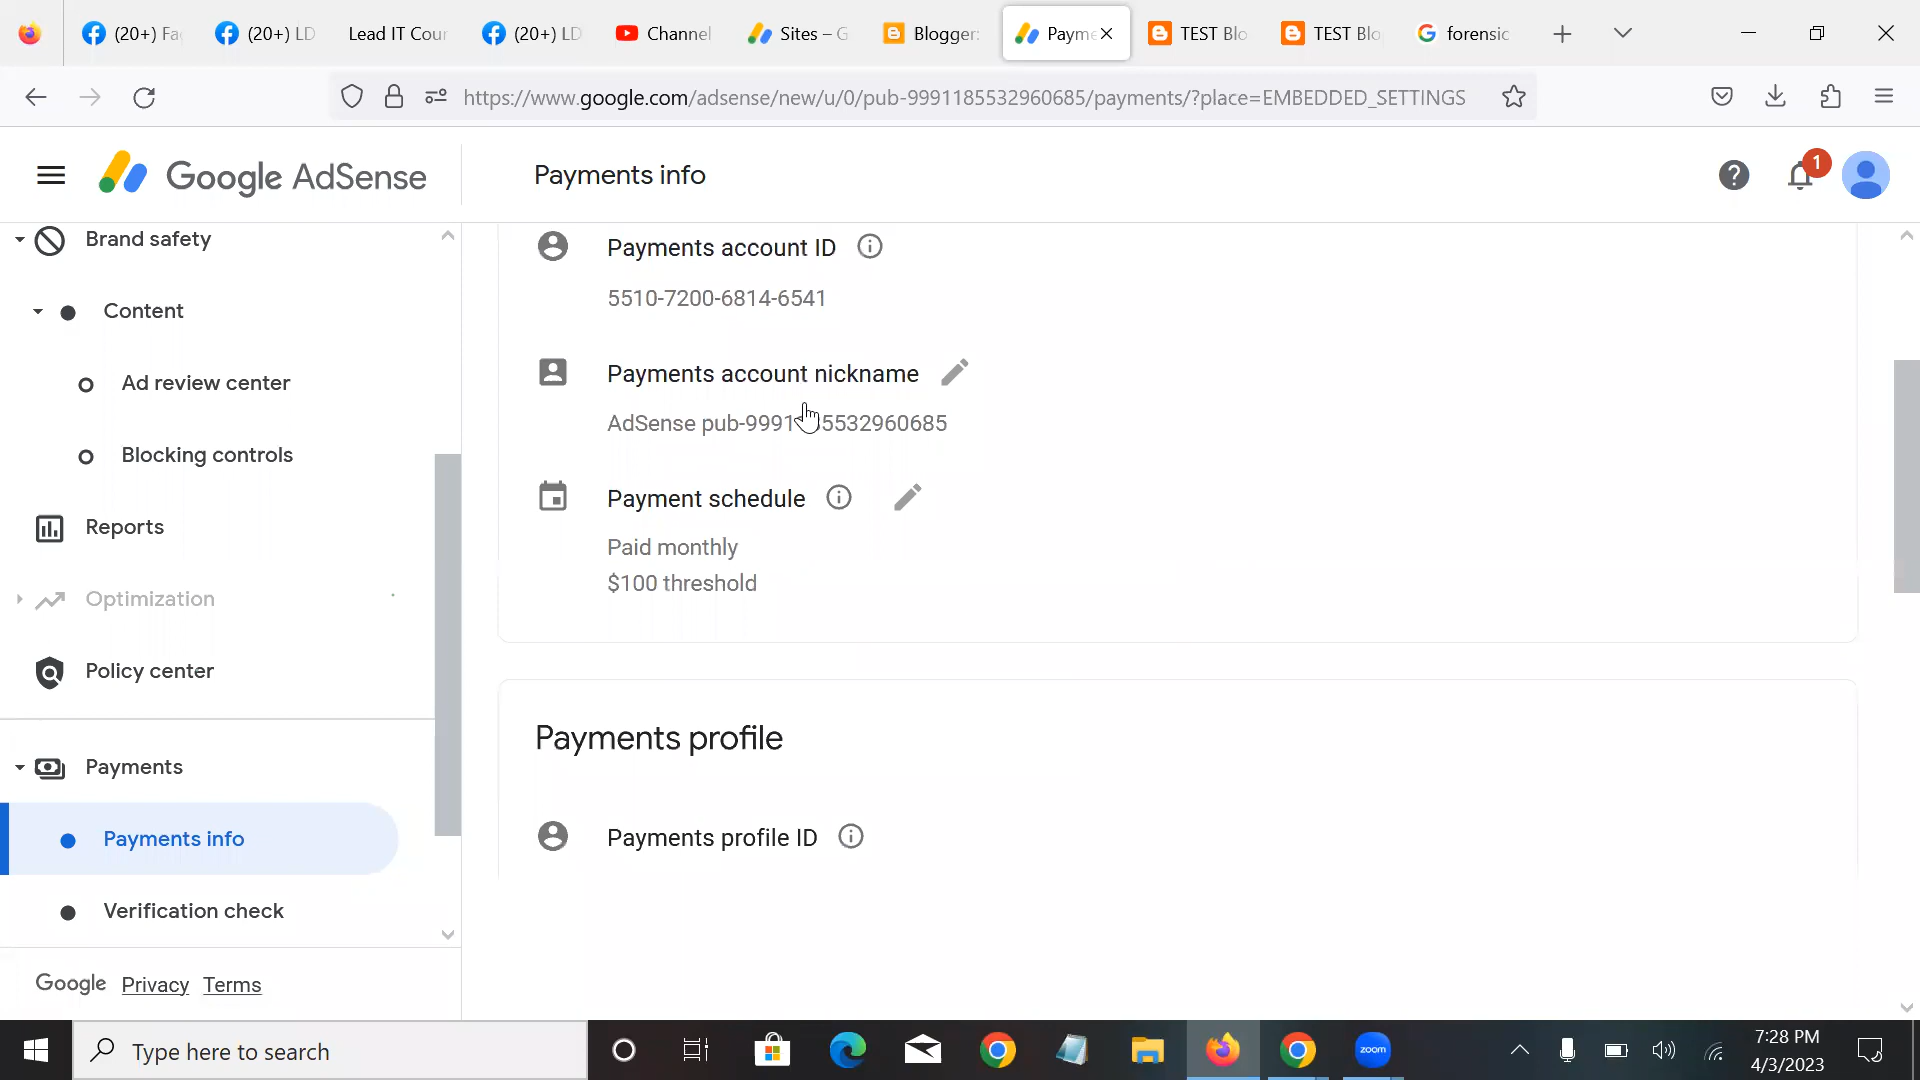 (20+) Fa
(20+) LD
Lead IT Cour
(20+) LD
Channel
Sites – G
Blogger:
Payme
TEST Blo
TEST Blo
forensic
https://www.google.com/adsense/new/u/0/pub-9991185532960685/payments/?place=EMBEDDED_SETTINGS
Google AdSense
Payments info
1
Brand safety
Content
Ad review center
Blocking controls
Reports
Optimization
Policy center
Payments
Payments info
Verification check
Google Privacy Terms
Payments account ID
5510-7200-6814-6541
Payments account nickname
AdSense pub-9991185532960685
Payment schedule
Paid monthly
$100 threshold
Payments profile
Payments profile ID
Type here to search
zoom
7:28 PM
4/3/2023